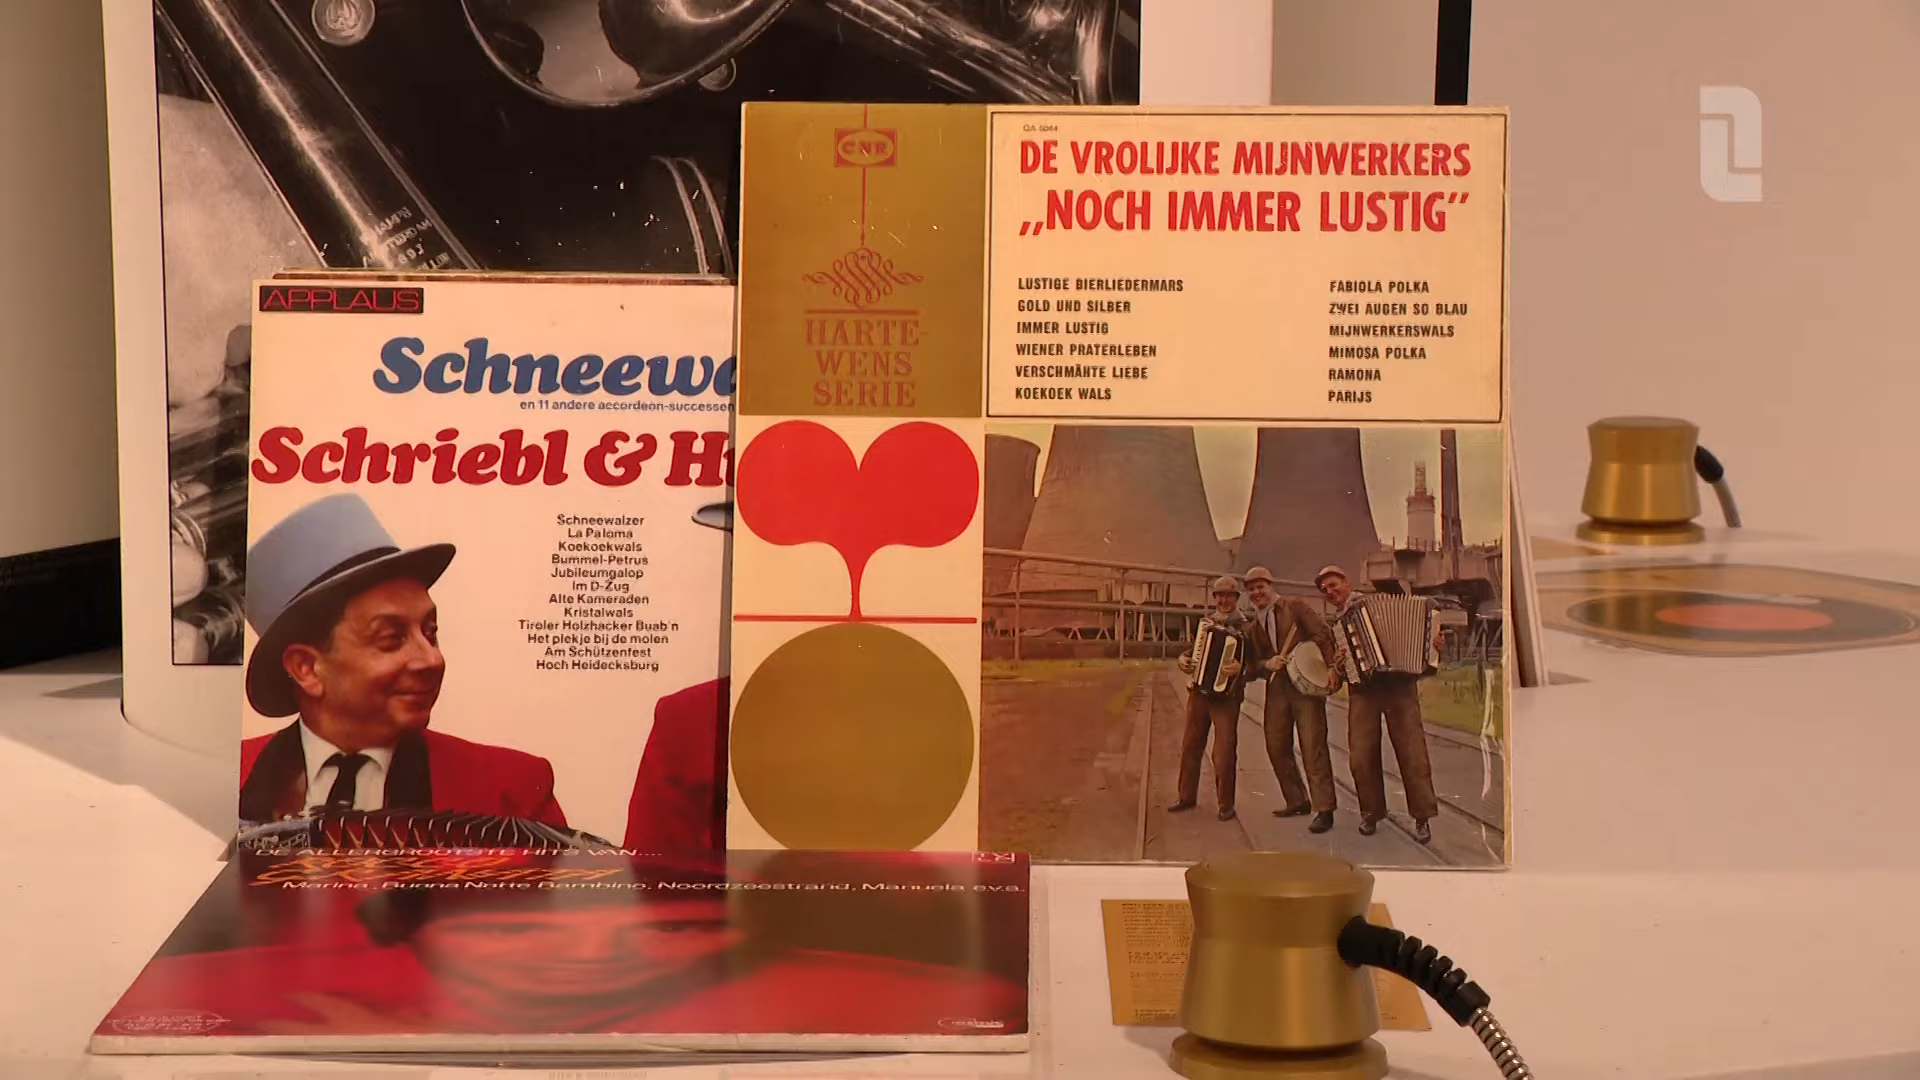 CNR
HARTE-
WENS
SERIE
GA 5044
DE VROLIJKE MIJNWERKERS
„NOCH IMMER LUSTIG”
LUSTIGE BIERLIEDERMARS
GOLD UND SILBER
IMMER LUSTIG
WIENER PRATERLEBEN
VERSCHMÄHTE LIEBE
KOEKOEK WALS
FABIOLA POLKA
ZWEI AUGEN SO BLAU
MIJNWERKERSWALS
MIMOSA POLKA
RAMONA
PARIJS
APPLAUS
Schneewa
en 11 andere accordeon-successen
Schriebl & H
Schneewalzer
La Paloma
Koekoekwals
Bummel-Petrus
Jubileumgalop
Im D-Zug
Alte Kameraden
Kristalwals
Tiroler Holzhacker Buab'n
Het plekje bij de molen
Am Schützenfest
Hoch Heidecksburg
DE ALLERGROOTSTE HITS VAN....
Marina, Buona Notte Bambino, Noordzeestrand, Manuela e.v.a.